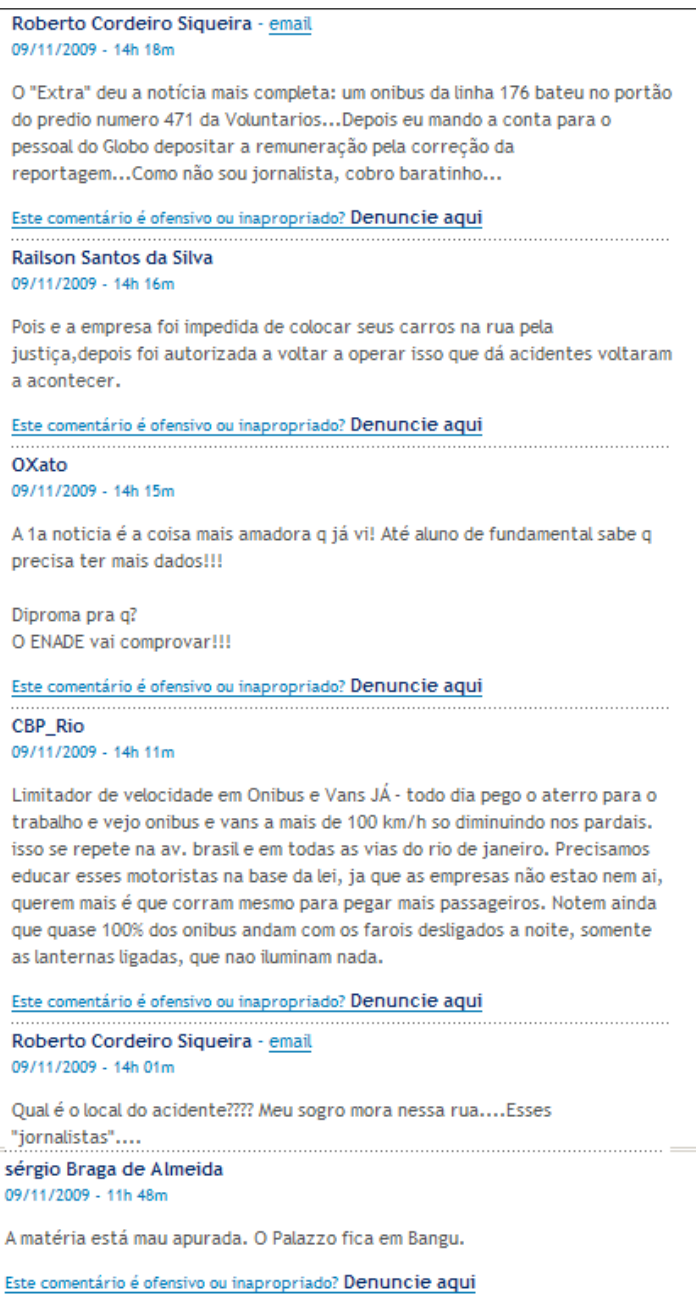 Roberto Cordeiro Siqueira - email
09/11/2009 - 14h 18m
O "Extra" deu a notícia mais completa: um onibus da linha 176 bateu no portão
do predio numero 471 da Voluntarios...Depois eu mando a conta para o
pessoal do Globo depositar a remuneração pela correção da
reportagem...Como não sou jornalista, cobro baratinho...
Este comentário é ofensivo ou inapropriado? Denuncie aqui
Railson Santos da Silva
09/11/2009 - 14h 16m
Pois e a empresa foi impedida de colocar seus carros na rua pela
justiça,depois foi autorizada a voltar a operar isso que dá acidentes voltaram
a acontecer.
Este comentário é ofensivo ou inapropriado? Denuncie aqui
OXato
09/11/2009 - 14h 15m
A 1a noticia é a coisa mais amadora q já vi! Até aluno de fundamental sabe q
precisa ter mais dados!!!
Diproma pra q?
O ENADE vai comprovar!!!
Este comentário é ofensivo ou inapropriado? Denuncie aqui
CBP_Rio
09/11/2009 - 14h 11m
Limitador de velocidade em Onibus e Vans JÁ - todo dia pego o aterro para o
trabalho e vejo onibus e vans a mais de 100 km/h so diminuindo nos pardais.
isso se repete na av. brasil e em todas as vias do rio de janeiro. Precisamos
educar esses motoristas na base da lei, ja que as empresas não estao nem ai,
querem mais é que corram mesmo para pegar mais passageiros. Notem ainda
que quase 100% dos onibus andam com os farois desligados a noite, somente
as lanternas ligadas, que nao iluminam nada.
Este comentário é ofensivo ou inapropriado? Denuncie aqui
Roberto Cordeiro Siqueira - email
09/11/2009 - 14h 01m
Qual é o local do acidente???? Meu sogro mora nessa rua....Esses
"jornalistas"....
sérgio Braga de Almeida
09/11/2009 - 11h 48m
A matéria está mau apurada. O Palazzo fica em Bangu.
Este comentário é ofensivo ou inapropriado? Denuncie aqui